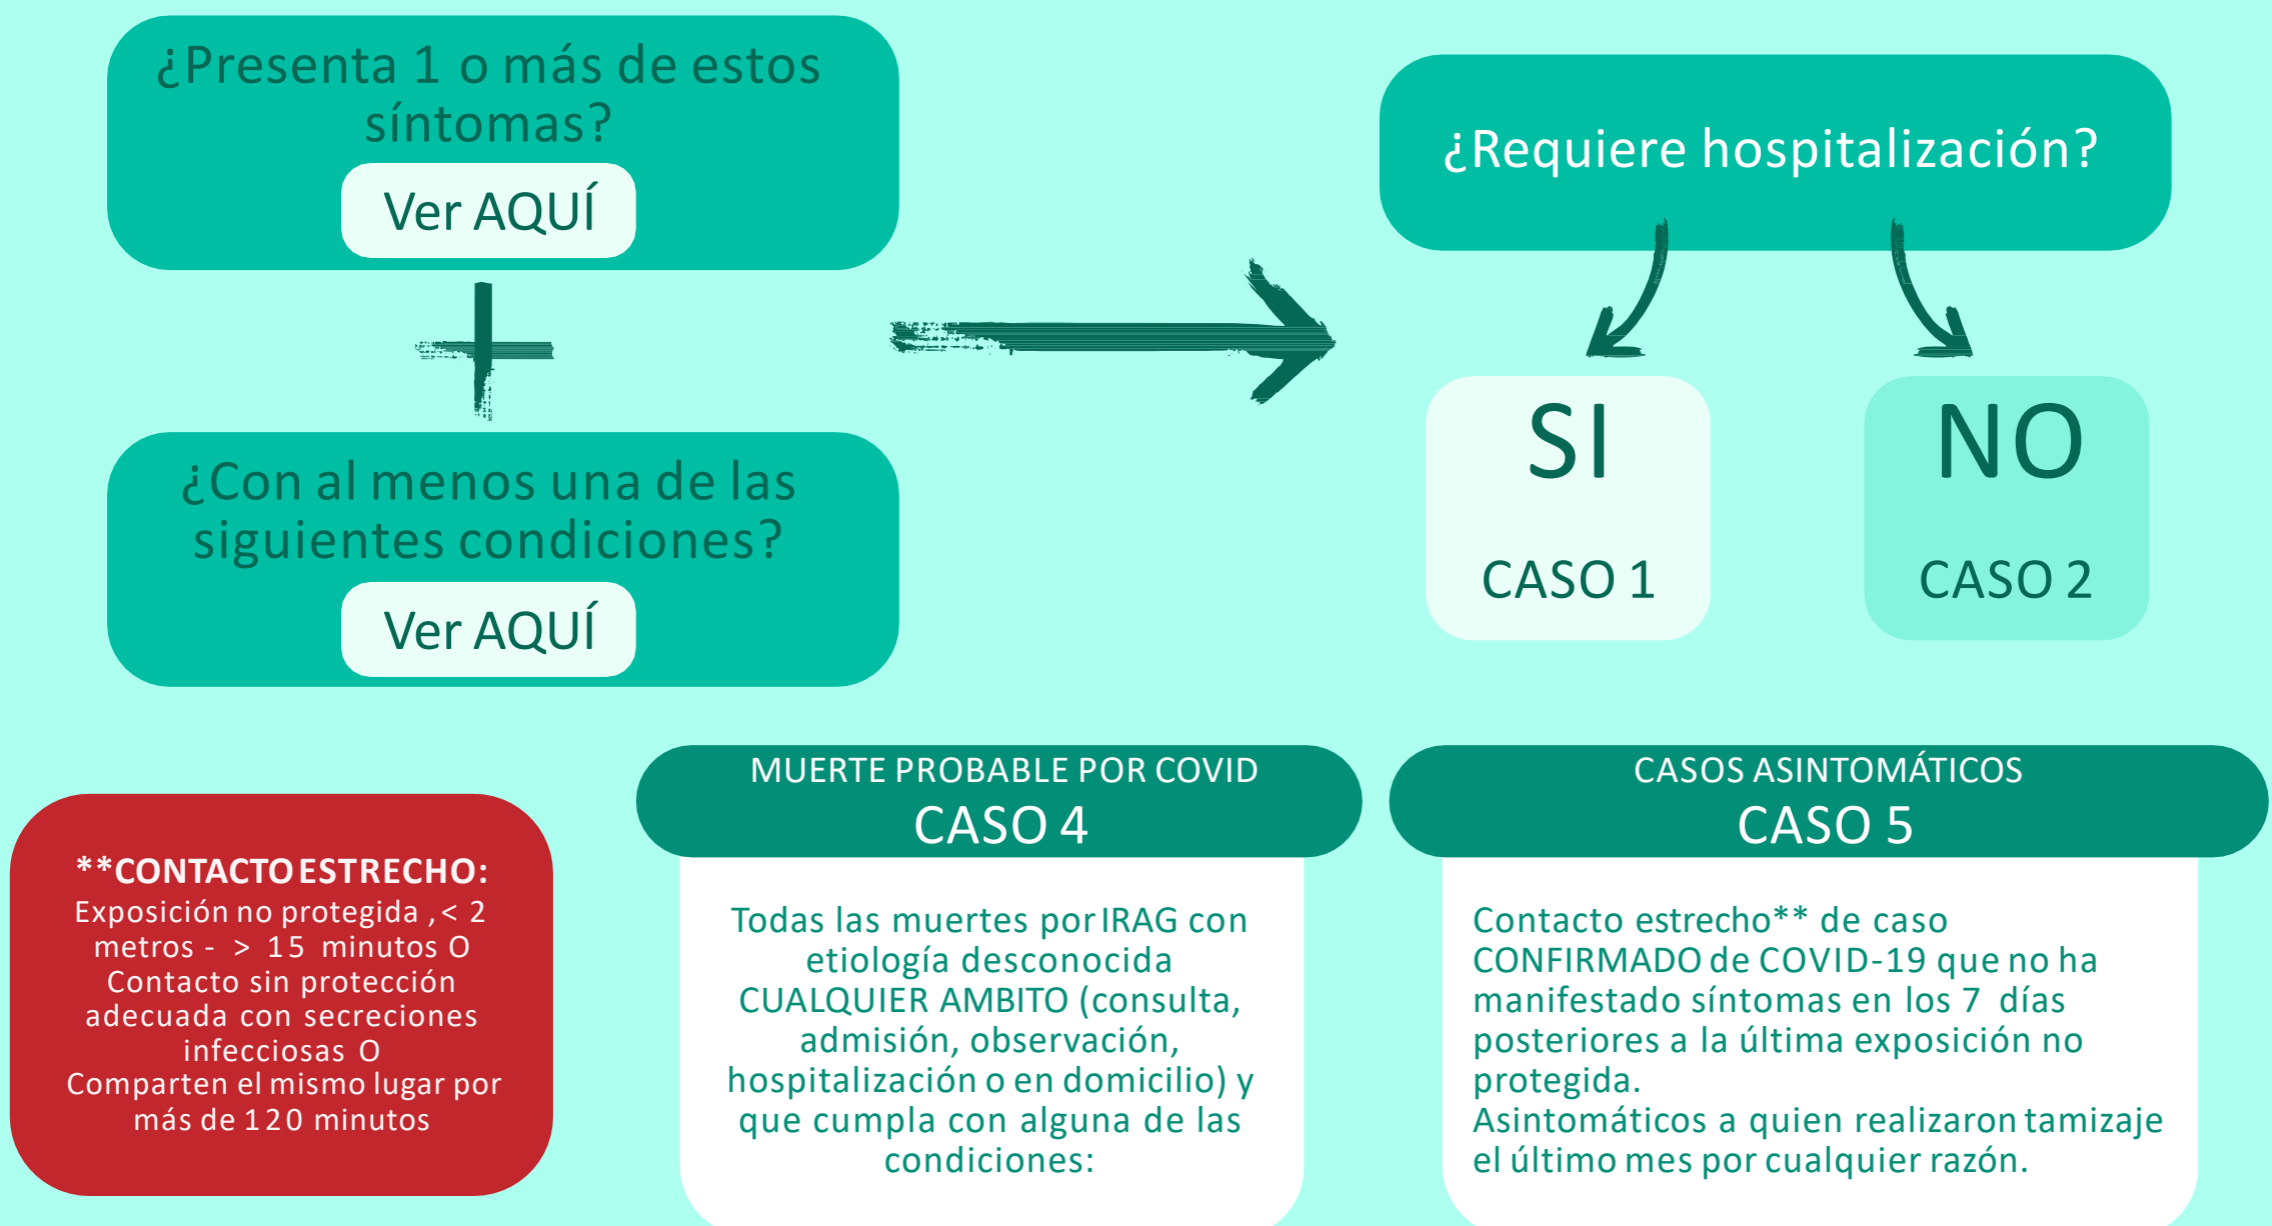 ¿Presenta 1 o más de estos
síntomas?
Ver AQUÍ
¿Con al menos una de las
siguientes condiciones?
Ver AQUÍ
¿Requiere hospitalización?
SI
CASO 1
NO
CASO 2
**CONTACTO ESTRECHO:
Exposición no protegida , < 2
metros - > 15 minutos O
Contacto sin protección
adecuada con secreciones
infecciosas O
Comparten el mismo lugar por
más de 120 minutos
MUERTE PROBABLE POR COVID
CASO 4
Todas las muertes por IRAG con
etiología desconocida
CUALQUIER AMBITO (consulta,
admisión, observación,
hospitalización o en domicilio) y
que cumpla con alguna de las
condiciones:
CASOS ASINTOMÁTICOS
CASO 5
Contacto estrecho** de caso
CONFIRMADO de COVID-19 que no ha
manifestado síntomas en los 7 días
posteriores a la última exposición no
protegida.
Asintomáticos a quien realizaron tamizaje
el último mes por cualquier razón.